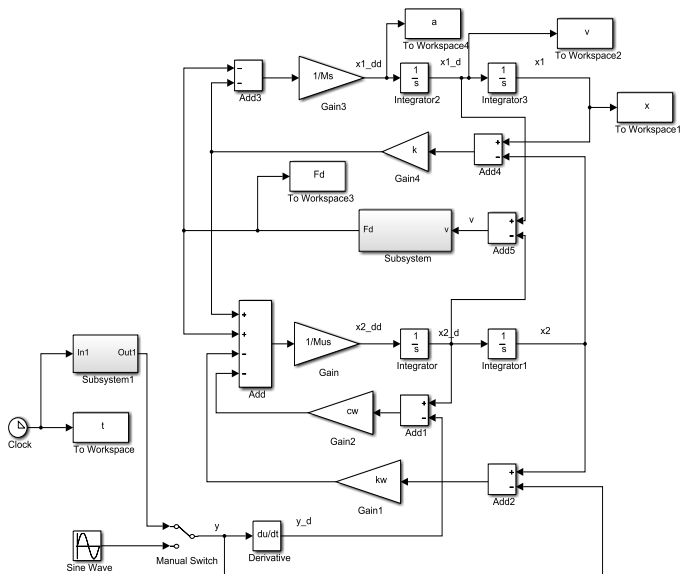 a
To Workspace4
v
To Workspace2
x1_dd
x1_d
x1
−
−
Add3
1/Ms
Gain3
1
s
Integrator2
1
s
Integrator3
x
To Workspace1
k
Gain4
+
−
Add4
Fd
To Workspace3
Fd
v
Subsystem
v
+
−
Add5
+
+
−
−
Add
1/Mus
Gain
x2_dd
1
s
Integrator
x2_d
1
s
Integrator1
x2
In1
Out1
Subsystem1
cw
Gain2
+
−
Add1
Clock
t
To Workspace
kw
Gain1
+
−
Add2
Sine Wave
Manual Switch
y
du/dt
Derivative
y_d